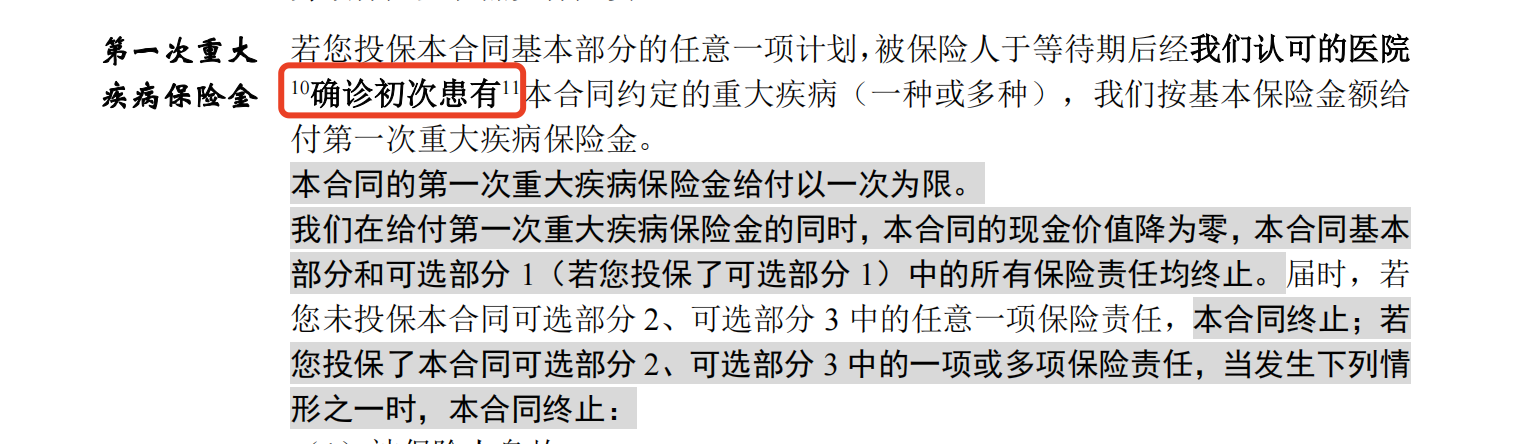 第一次重大
疾病保险金
若您投保本合同基本部分的任意一项计划，被保险人于等待期后经我们认可的医院
10确诊初次患有11本合同约定的重大疾病（一种或多种），我们按基本保险金额给
付第一次重大疾病保险金。
本合同的第一次重大疾病保险金给付以一次为限。
我们在给付第一次重大疾病保险金的同时，本合同的现金价值降为零，本合同基本
部分和可选部分 1（若您投保了可选部分 1）中的所有保险责任均终止。届时，若
您未投保本合同可选部分 2、可选部分 3 中的任意一项保险责任，本合同终止；若
您投保了本合同可选部分 2、可选部分 3 中的一项或多项保险责任，当发生下列情
形之一时，本合同终止：